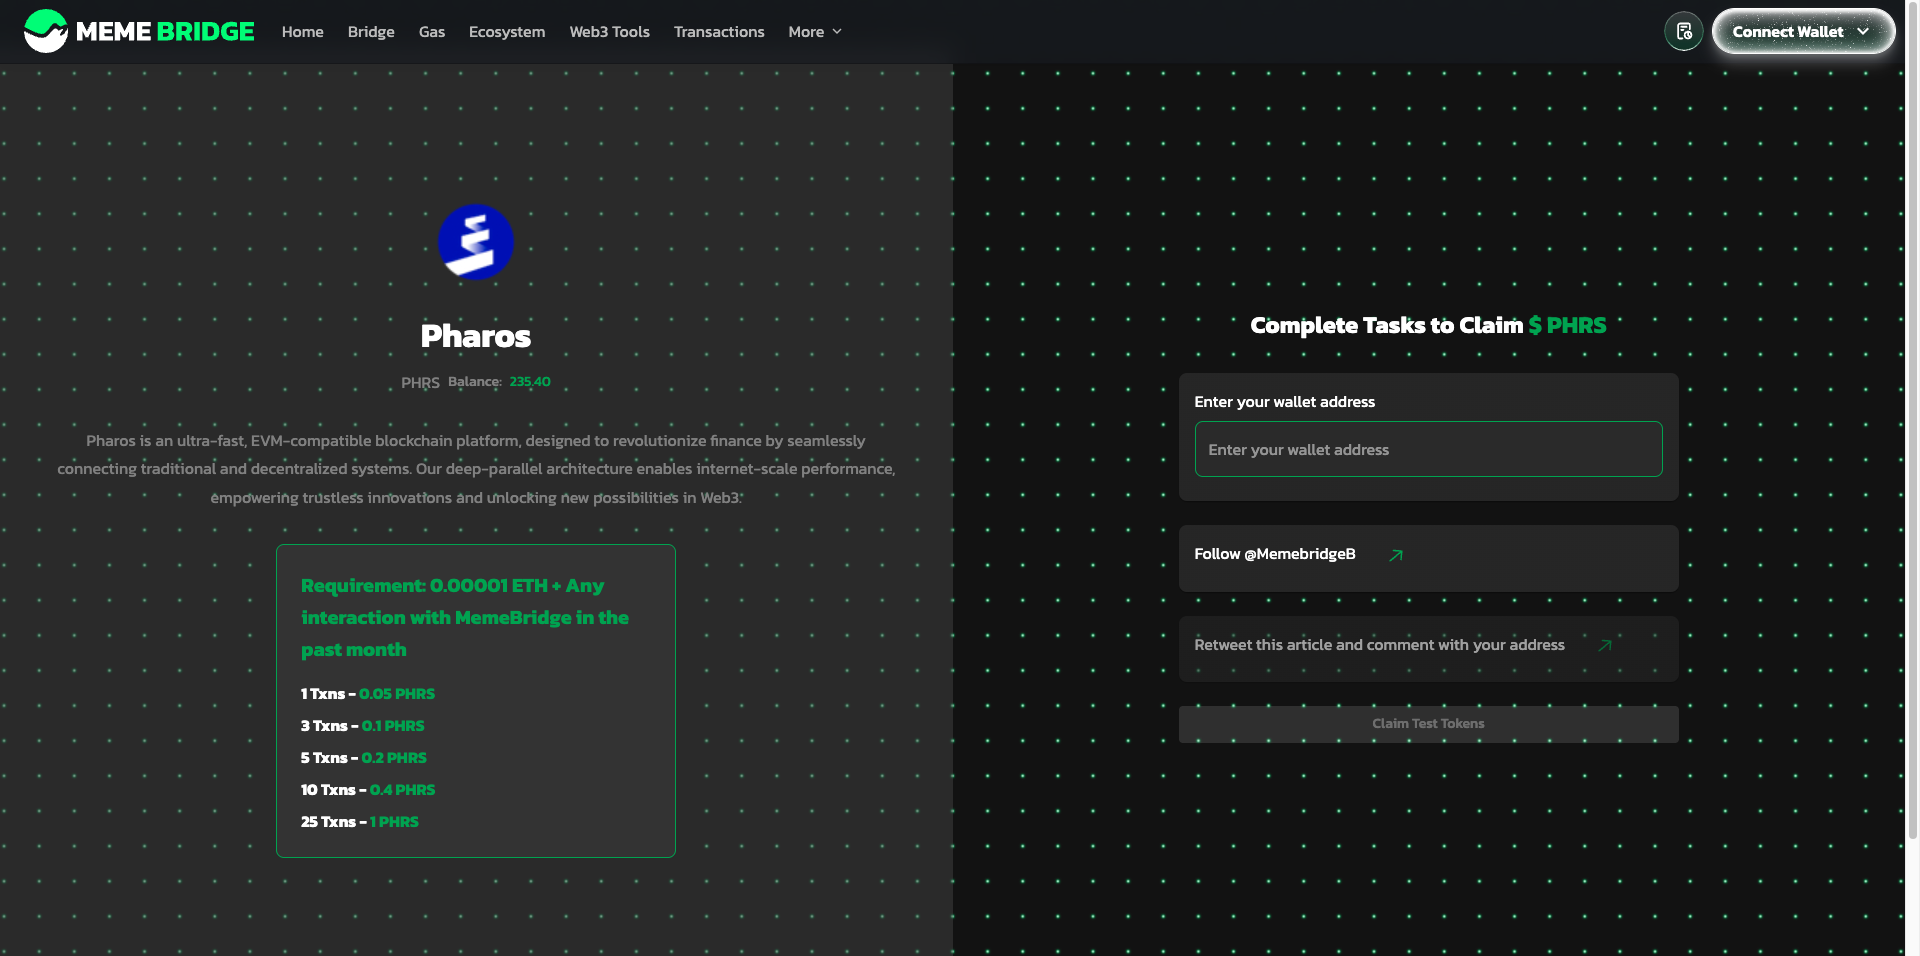 MEME BRIDGE Home Bridge Gas Ecosystem Web3 Tools Transactions More Connect Wallet
Pharos
PHRS Balance: 235.40
Pharos is an ultra-fast, EVM-compatible blockchain platform, designed to revolutionize finance by seamlessly
connecting traditional and decentralized systems. Our deep-parallel architecture enables internet-scale performance,
empowering trustless innovations and unlocking new possibilities in Web3.
Requirement: 0.00001 ETH + Any
interaction with MemeBridge in the
past month
1 Txns - 0.05 PHRS
3 Txns - 0.1 PHRS
5 Txns - 0.2 PHRS
10 Txns - 0.4 PHRS
25 Txns - 1 PHRS
Complete Tasks to Claim $ PHRS
Enter your wallet address
Enter your wallet address
Follow @MemebridgeB
Retweet this article and comment with your address
Claim Test Tokens